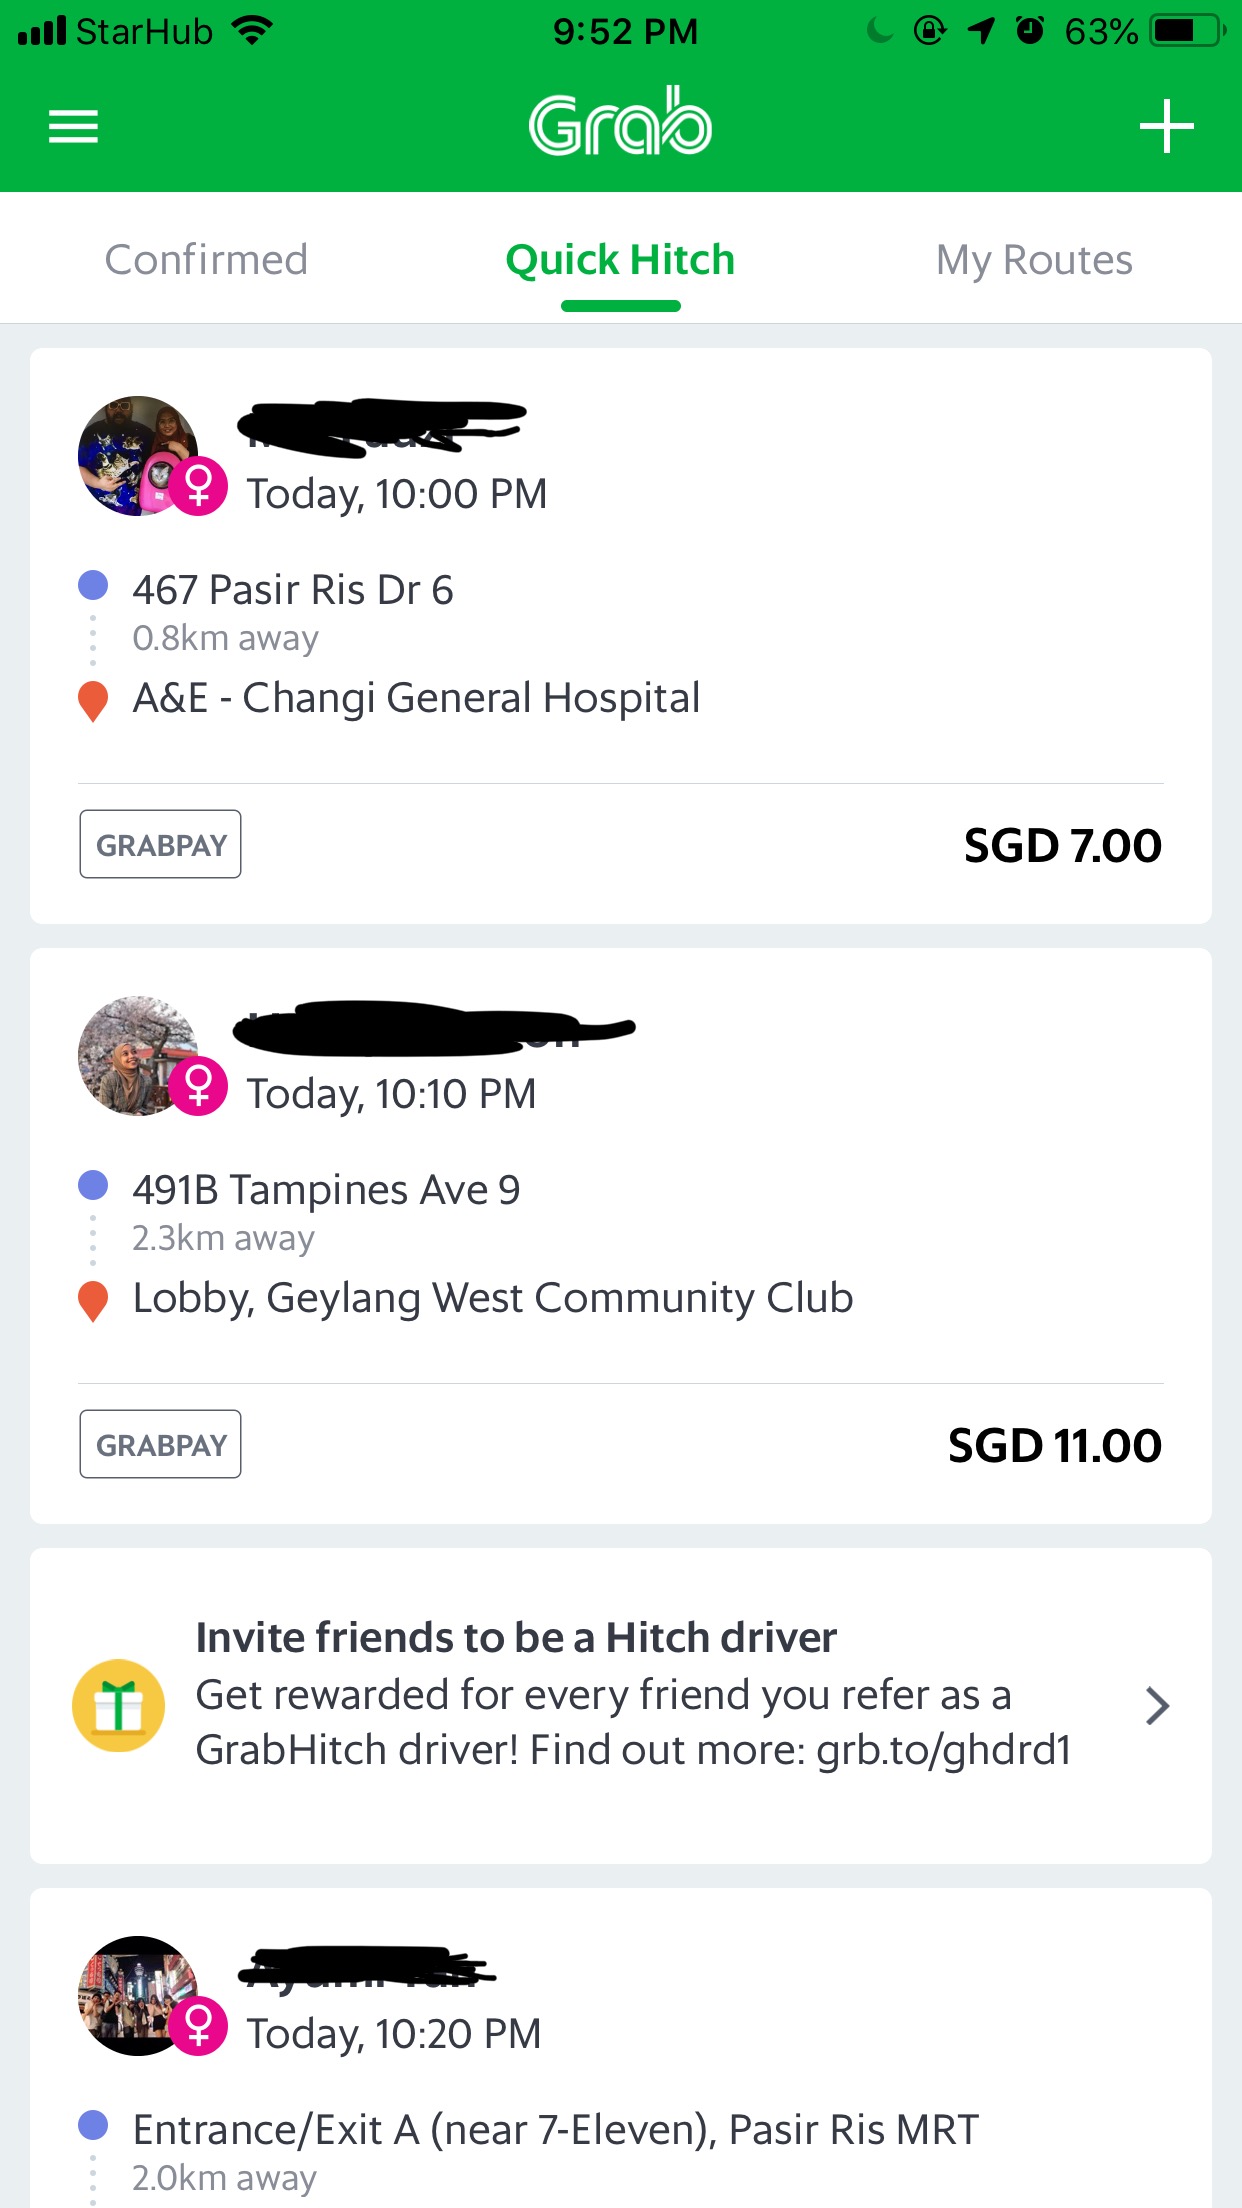 StarHub
9:52 PM
63%
Grab
Confirmed
Quick Hitch
My Routes
Today, 10:00 PM
467 Pasir Ris Dr 6
0.8km away
A&E - Changi General Hospital
GRABPAY
SGD 7.00
Today, 10:10 PM
491B Tampines Ave 9
2.3km away
Lobby, Geylang West Community Club
GRABPAY
SGD 11.00
Invite friends to be a Hitch driver
Get rewarded for every friend you refer as a
GrabHitch driver! Find out more: grb.to/ghdrd1
Today, 10:20 PM
Entrance/Exit A (near 7-Eleven), Pasir Ris MRT
2.0km away